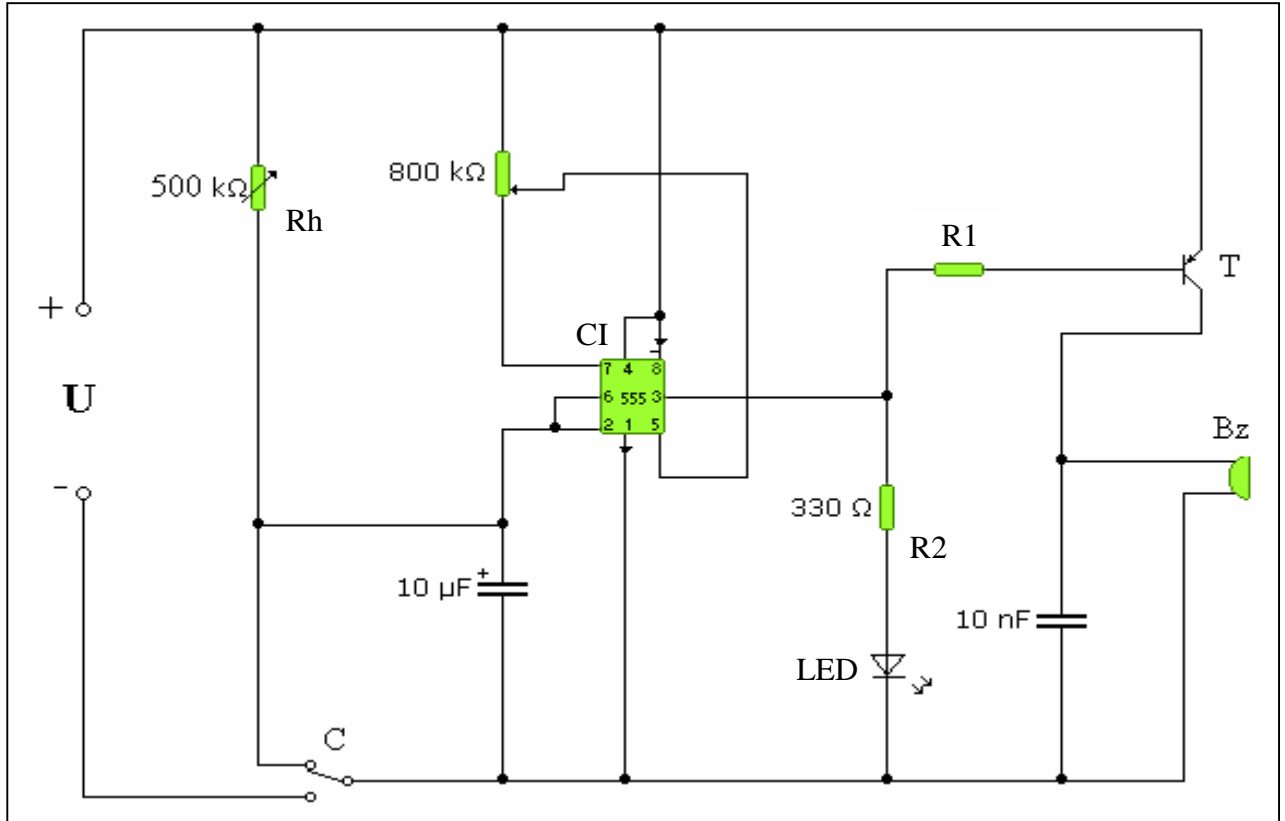 500 kΩ
Rh
800 kΩ
R1
T
+
U
-
CI
7 4 8
6 555 3
2 1 5
Bz
330 Ω
R2
10 µF
+
10 nF
LED
C